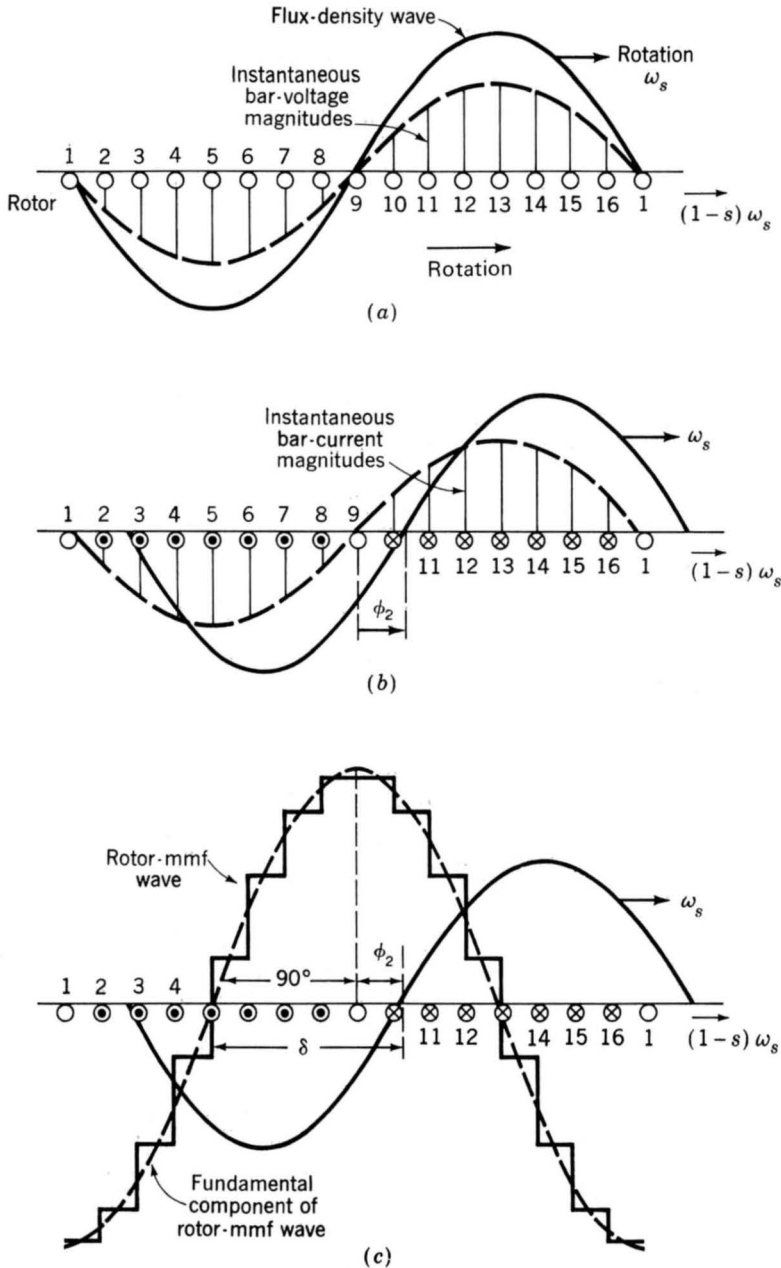 Flux-density wave
Rotation
ω_s
Instantaneous
bar-voltage
magnitudes
1 2 3 4 5 6 7 8
Rotor
9 10 11 12 13 14 15 16 1
(1-s) ω_s
Rotation
(a)
Instantaneous
bar-current
magnitudes
ω_s
1 2 3 4 5 6 7 8 9
11 12 13 14 15 16 1
(1-s) ω_s
ϕ_2
(b)
Rotor-mmf
wave
ω_s
ϕ_2
90°
1 2 3 4
11 12 14 15 16 1
(1-s) ω_s
δ
Fundamental
component of
rotor-mmf wave
(c)